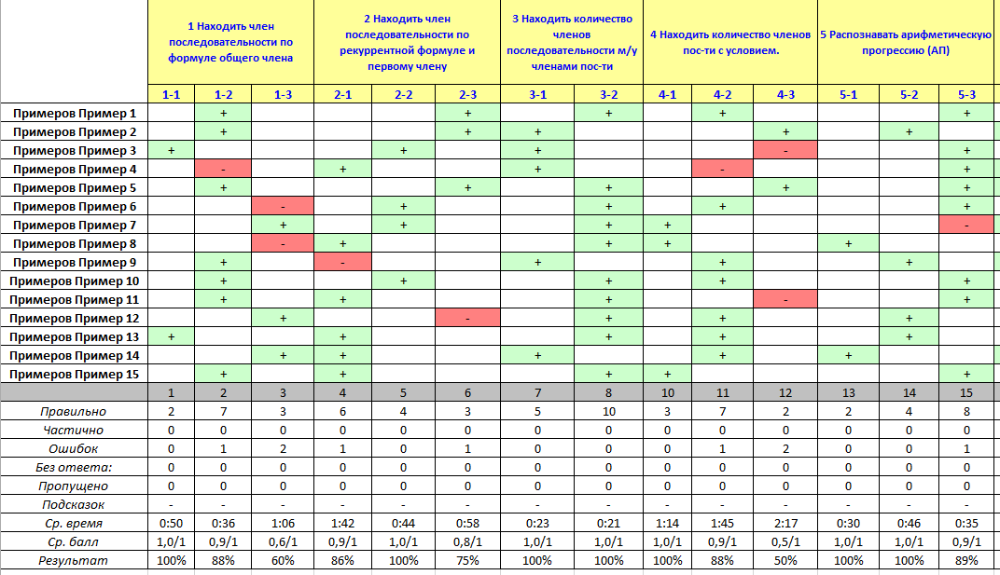 1 Находить член последовательности по формуле общего члена
2 Находить член последовательности по рекуррентной формуле и первому члену
3 Находить количество членов последовательности м/у членами пос-ти
4 Находить количество членов пос-ти с условием.
5 Распознавать арифметическую прогрессию (АП)
1-1 1-2 1-3 2-1 2-2 2-3 3-1 3-2 4-1 4-2 4-3 5-1 5-2 5-3
Примеров Пример 1 + + + + +
Примеров Пример 2 + + + + +
Примеров Пример 3 + + + - +
Примеров Пример 4 - + + - +
Примеров Пример 5 + + + + +
Примеров Пример 6 - + + + +
Примеров Пример 7 + + + + -
Примеров Пример 8 - + + + +
Примеров Пример 9 + - + + +
Примеров Пример 10 + + + + +
Примеров Пример 11 + + + - +
Примеров Пример 12 + - + + +
Примеров Пример 13 + + + + +
Примеров Пример 14 + + + + +
Примеров Пример 15 + + + + +
1 2 3 4 5 6 7 8 10 11 12 13 14 15
Правильно 2 7 3 6 4 3 5 10 3 7 2 2 4 8
Частично 0 0 0 0 0 0 0 0 0 0 0 0 0 0
Ошибок 0 1 2 1 0 1 0 0 0 1 2 0 0 1
Без ответа: 0 0 0 0 0 0 0 0 0 0 0 0 0 0
Пропущено 0 0 0 0 0 0 0 0 0 0 0 0 0 0
Подсказок - - - - - - - - - - - - - -
Ср. время 0:50 0:36 1:06 1:42 0:44 0:58 0:23 0:21 1:14 1:45 2:17 0:30 0:46 0:35
Ср. балл 1,0/1 0,9/1 0,6/1 0,9/1 1,0/1 0,8/1 1,0/1 1,0/1 1,0/1 0,9/1 0,5/1 1,0/1 1,0/1 0,9/1
Результат 100% 88% 60% 86% 100% 75% 100% 100% 100% 88% 50% 100% 100% 89%